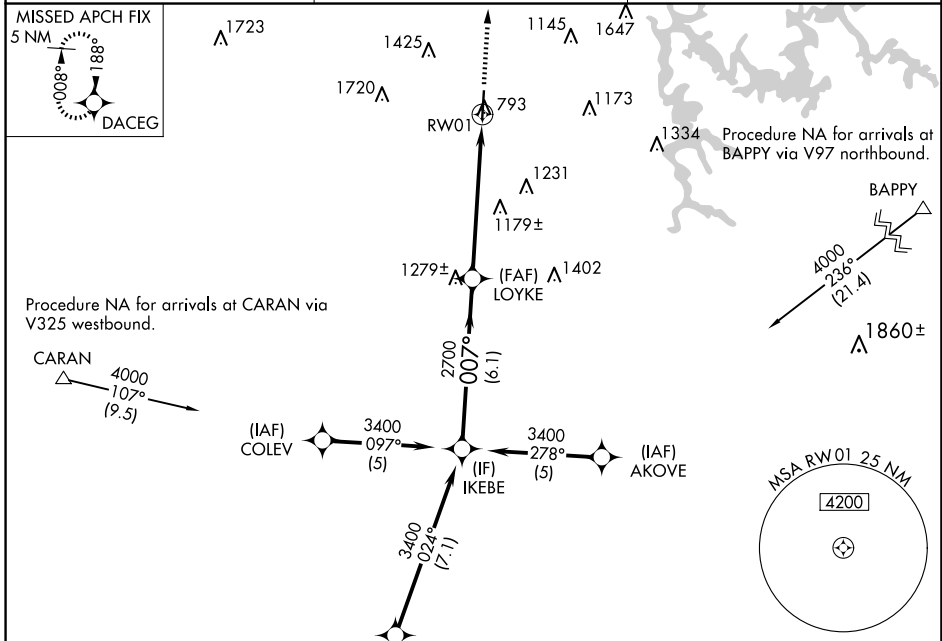 MISSED APCH FIX
5 NM
008°
188°
DACEG
1723
1425
1145
1647
1720
793
1173
RW01
1334
Procedure NA for arrivals at
BAPPY via V97 northbound.
1231
BAPPY
1179±
4000
236°
(21.4)
1279±
(FAF)
LOYKE
1402
Procedure NA for arrivals at CARAN via
V325 westbound.
1860±
CARAN
4000
107°
(9.5)
2700
007°
(6.1)
(IAF)
COLEV
3400
097°
(5)
(IF)
IKEBE
3400
278°
(5)
(IAF)
AKOVE
MSA RW01 25 NM
4200
3400
024°
(7.1)